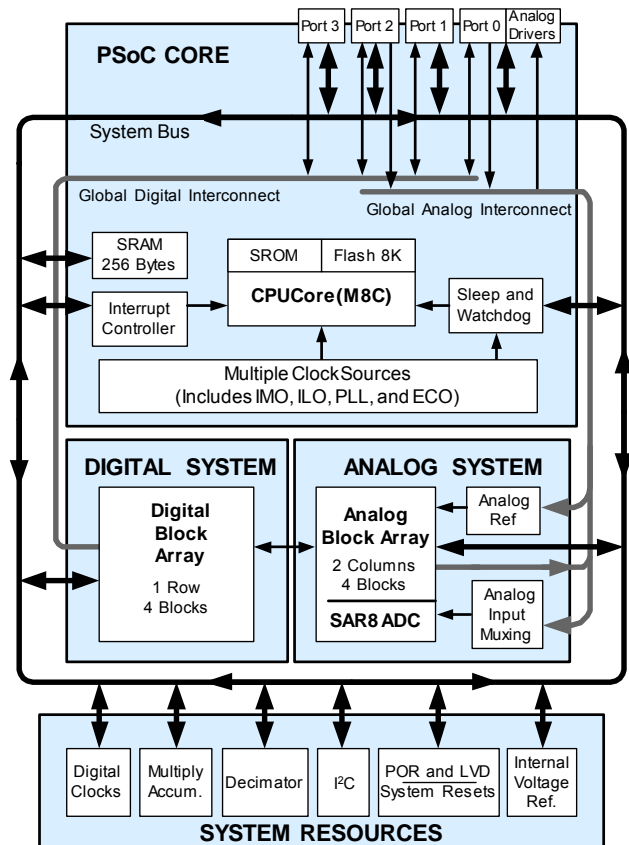 Port 3
Port 2
Port 1
Port 0
Analog
Drivers
PSoC CORE
System Bus
Global Digital Interconnect
Global Analog Interconnect
SRAM
256 Bytes
Interrupt
Controller
SROM
Flash 8K
CPUCore(M8C)
Sleep and
Watchdog
Multiple Clock Sources
(Includes IMO, ILO, PLL, and ECO)
DIGITAL SYSTEM
Digital
Block
Array
1 Row
4 Blocks
ANALOG SYSTEM
Analog
Block Array
2 Columns
4 Blocks
SAR8 ADC
Analog
Ref
Analog
Input
Muxing
Digital
Clocks
Multiply
Accum.
Decimator
I²C
POR and LVD
System Resets
Internal
Voltage
Ref.
SYSTEM RESOURCES